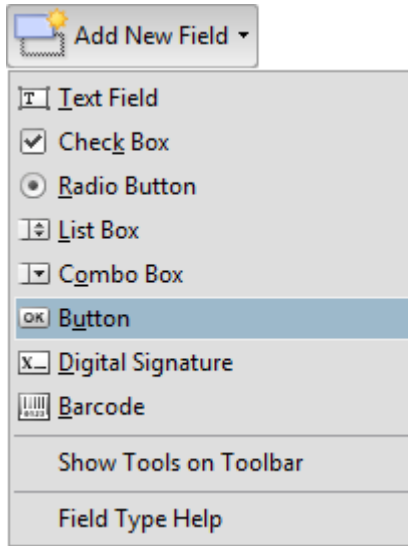 Add New Field
Text Field
Check Box
Radio Button
List Box
Combo Box
OK Button
Digital Signature
Barcode
Show Tools on Toolbar
Field Type Help